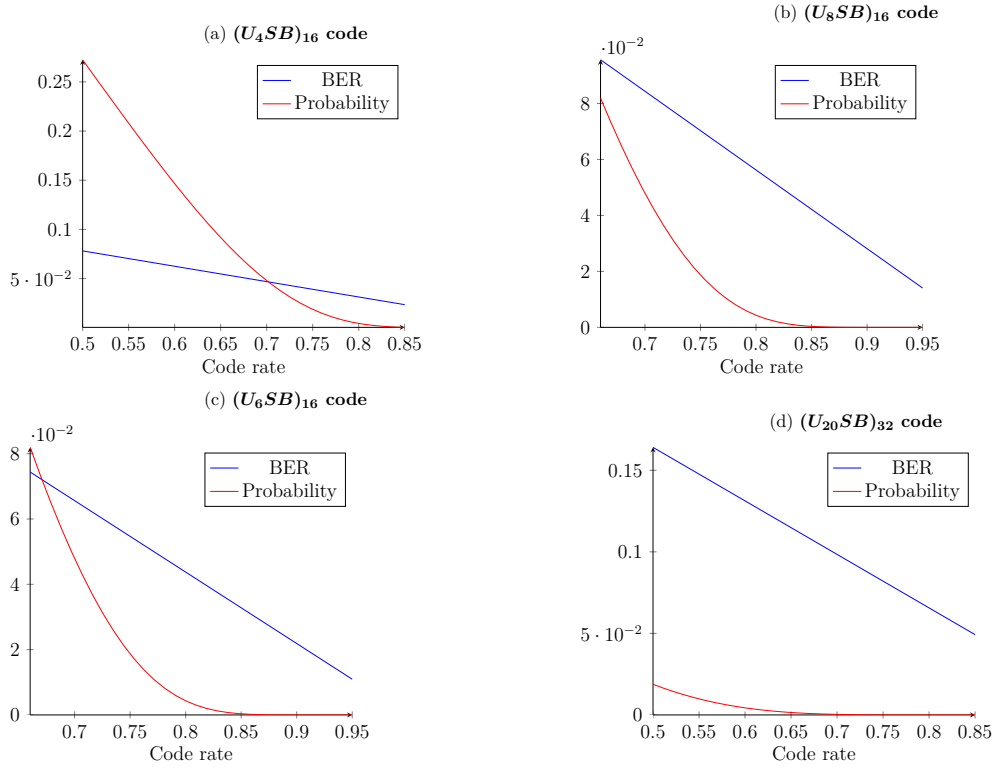 (a) (U₄SB)₁₆ code
BER
Probability
0.25
0.2
0.15
0.1
5 · 10⁻²
0.5 0.55 0.6 0.65 0.7 0.75 0.8 0.85
Code rate
(b) (U₈SB)₁₆ code
·10⁻²
BER
Probability
8
6
4
2
0
0.7 0.75 0.8 0.85 0.9 0.95
Code rate
(c) (U₆SB)₁₆ code
·10⁻²
BER
Probability
8
6
4
2
0
0.7 0.75 0.8 0.85 0.9 0.95
Code rate
(d) (U₂₀SB)₃₂ code
BER
Probability
0.15
0.1
5 · 10⁻²
0
0.5 0.55 0.6 0.65 0.7 0.75 0.8 0.85
Code rate